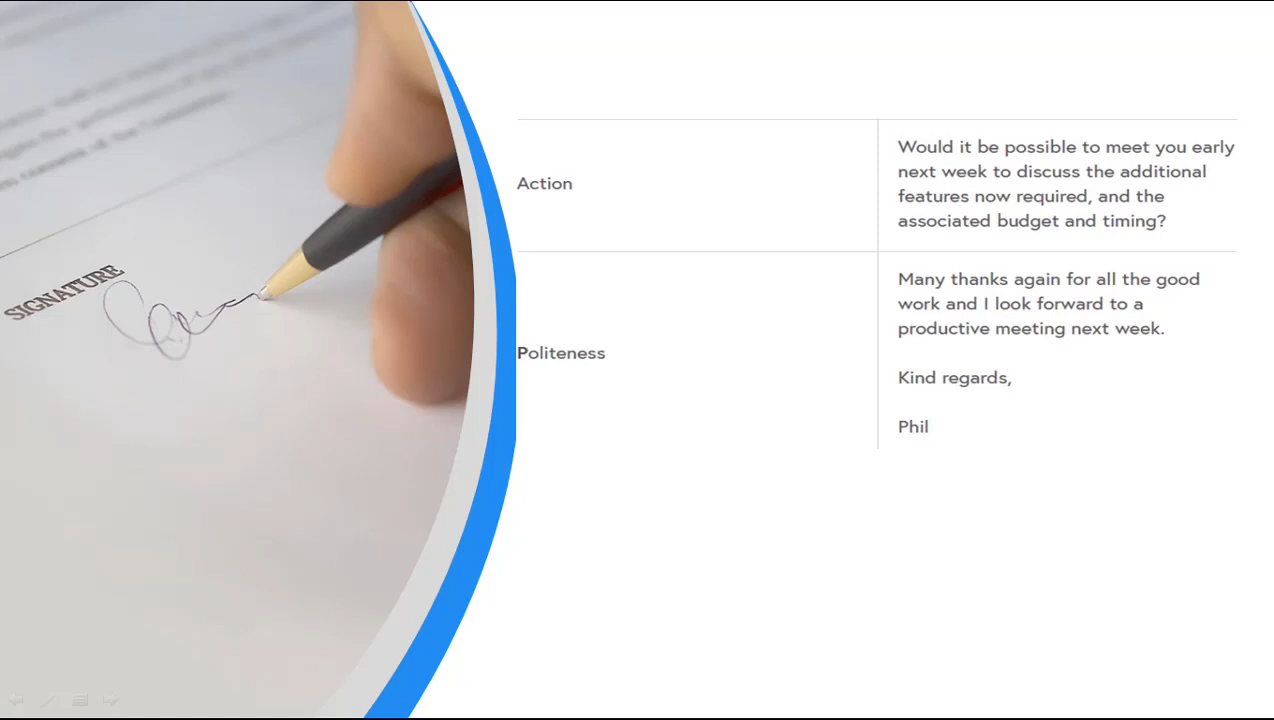 SIGNATURE
Action
Would it be possible to meet you early
next week to discuss the additional
features now required, and the
associated budget and timing?
Politeness
Many thanks again for all the good
work and I look forward to a
productive meeting next week.
Kind regards,
Phil